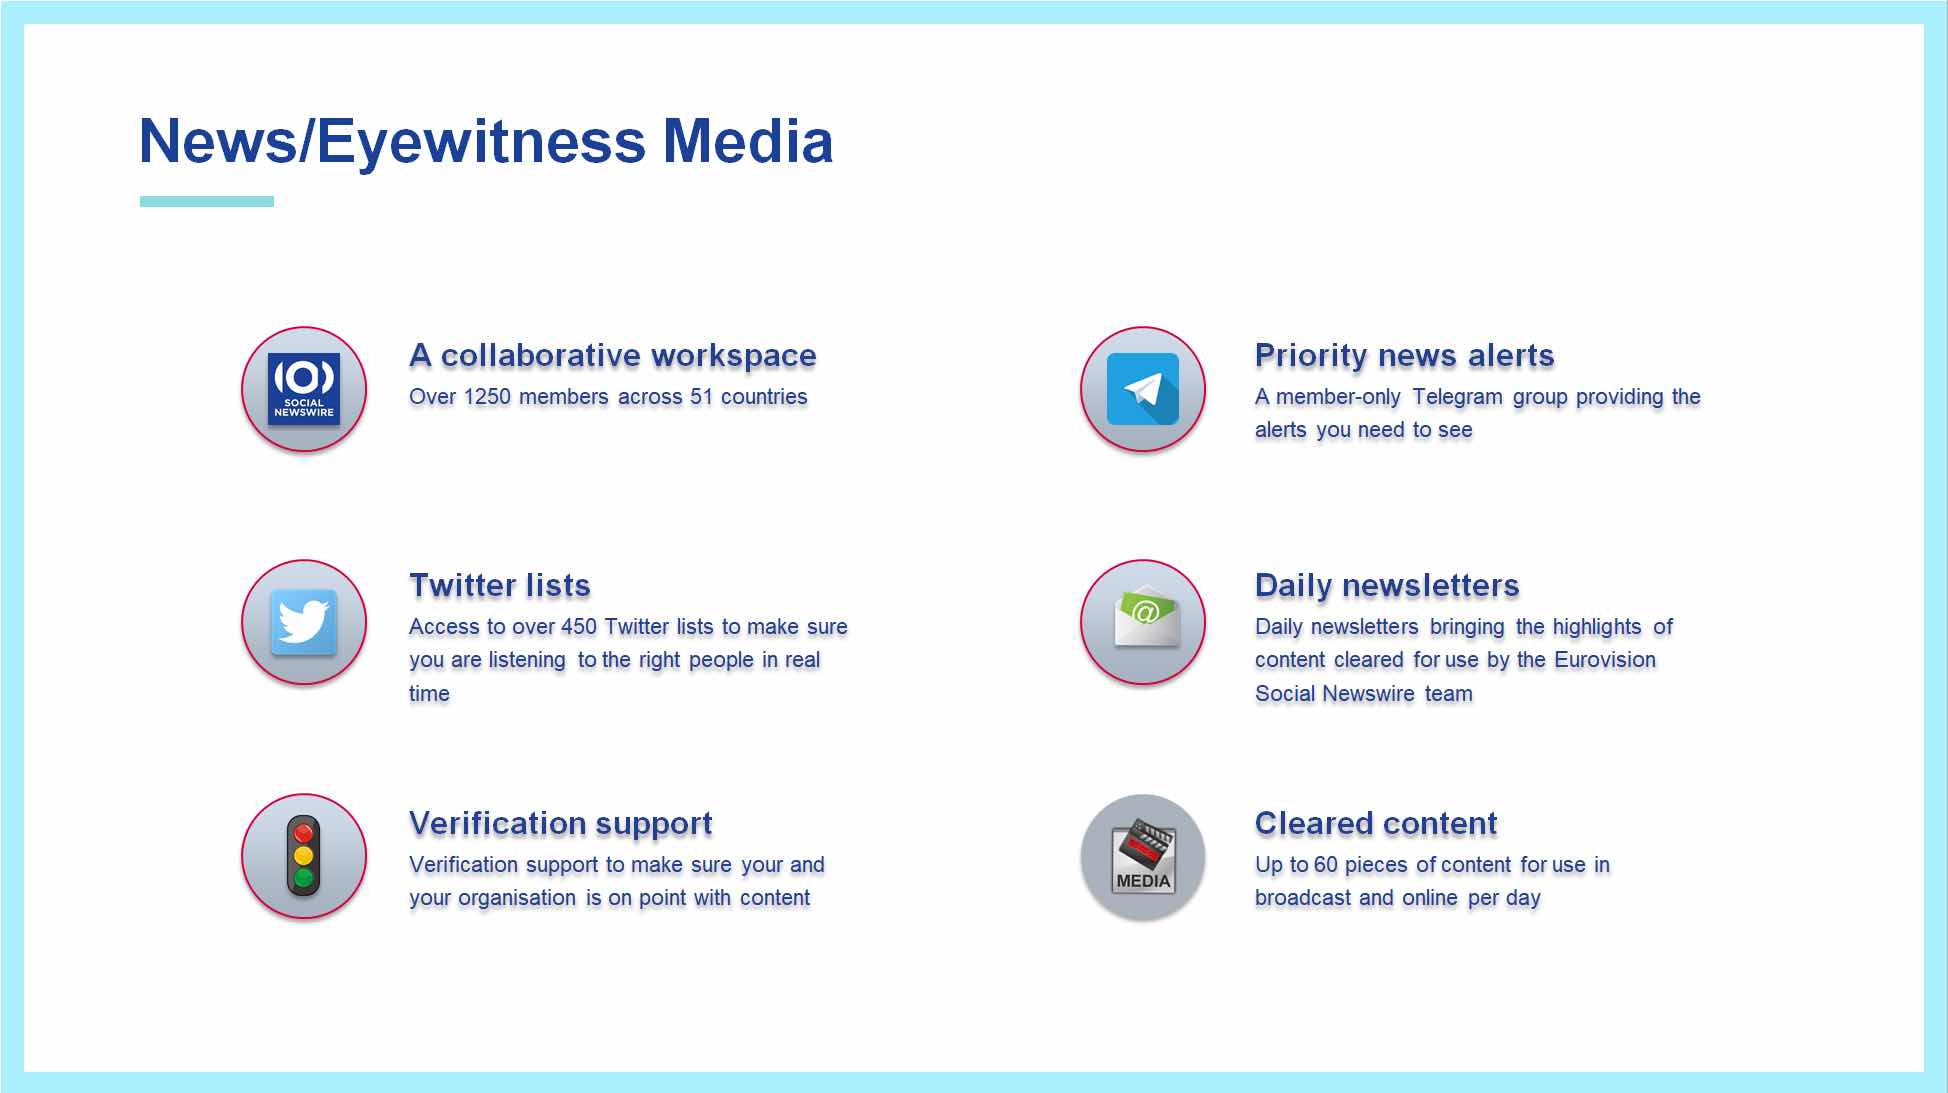 News/Eyewitness Media
SOCIAL
NEWSWIRE
A collaborative workspace
Over 1250 members across 51 countries
Priority news alerts
A member-only Telegram group providing the
alerts you need to see
Twitter lists
Access to over 450 Twitter lists to make sure
you are listening to the right people in real
time
@
Daily newsletters
Daily newsletters bringing the highlights of
content cleared for use by the Eurovision
Social Newswire team
Verification support
Verification support to make sure your and
your organisation is on point with content
MEDIA
Cleared content
Up to 60 pieces of content for use in
broadcast and online per day